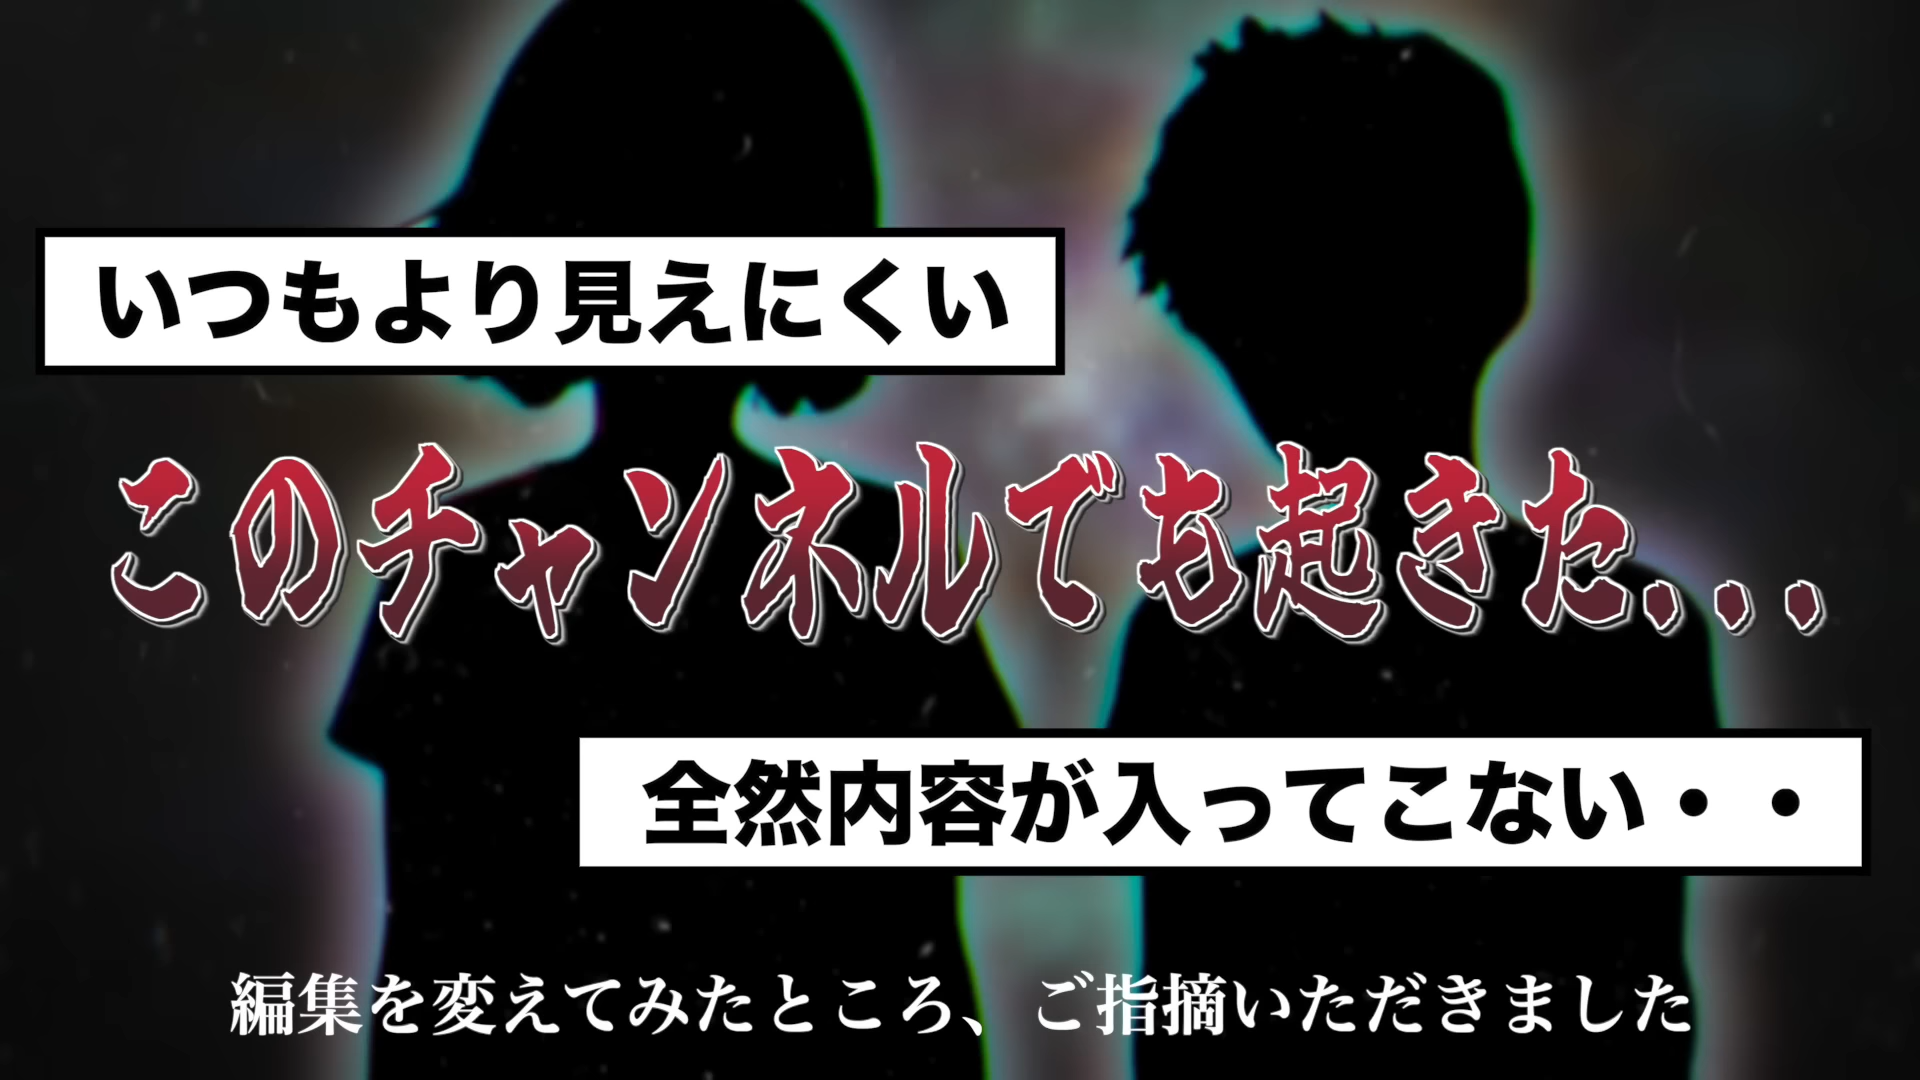 いつもより見えにくい
このチャンネルでも起きた...
全然内容が入ってこない・・
編集を変えてみたところ、ご指摘いただきました